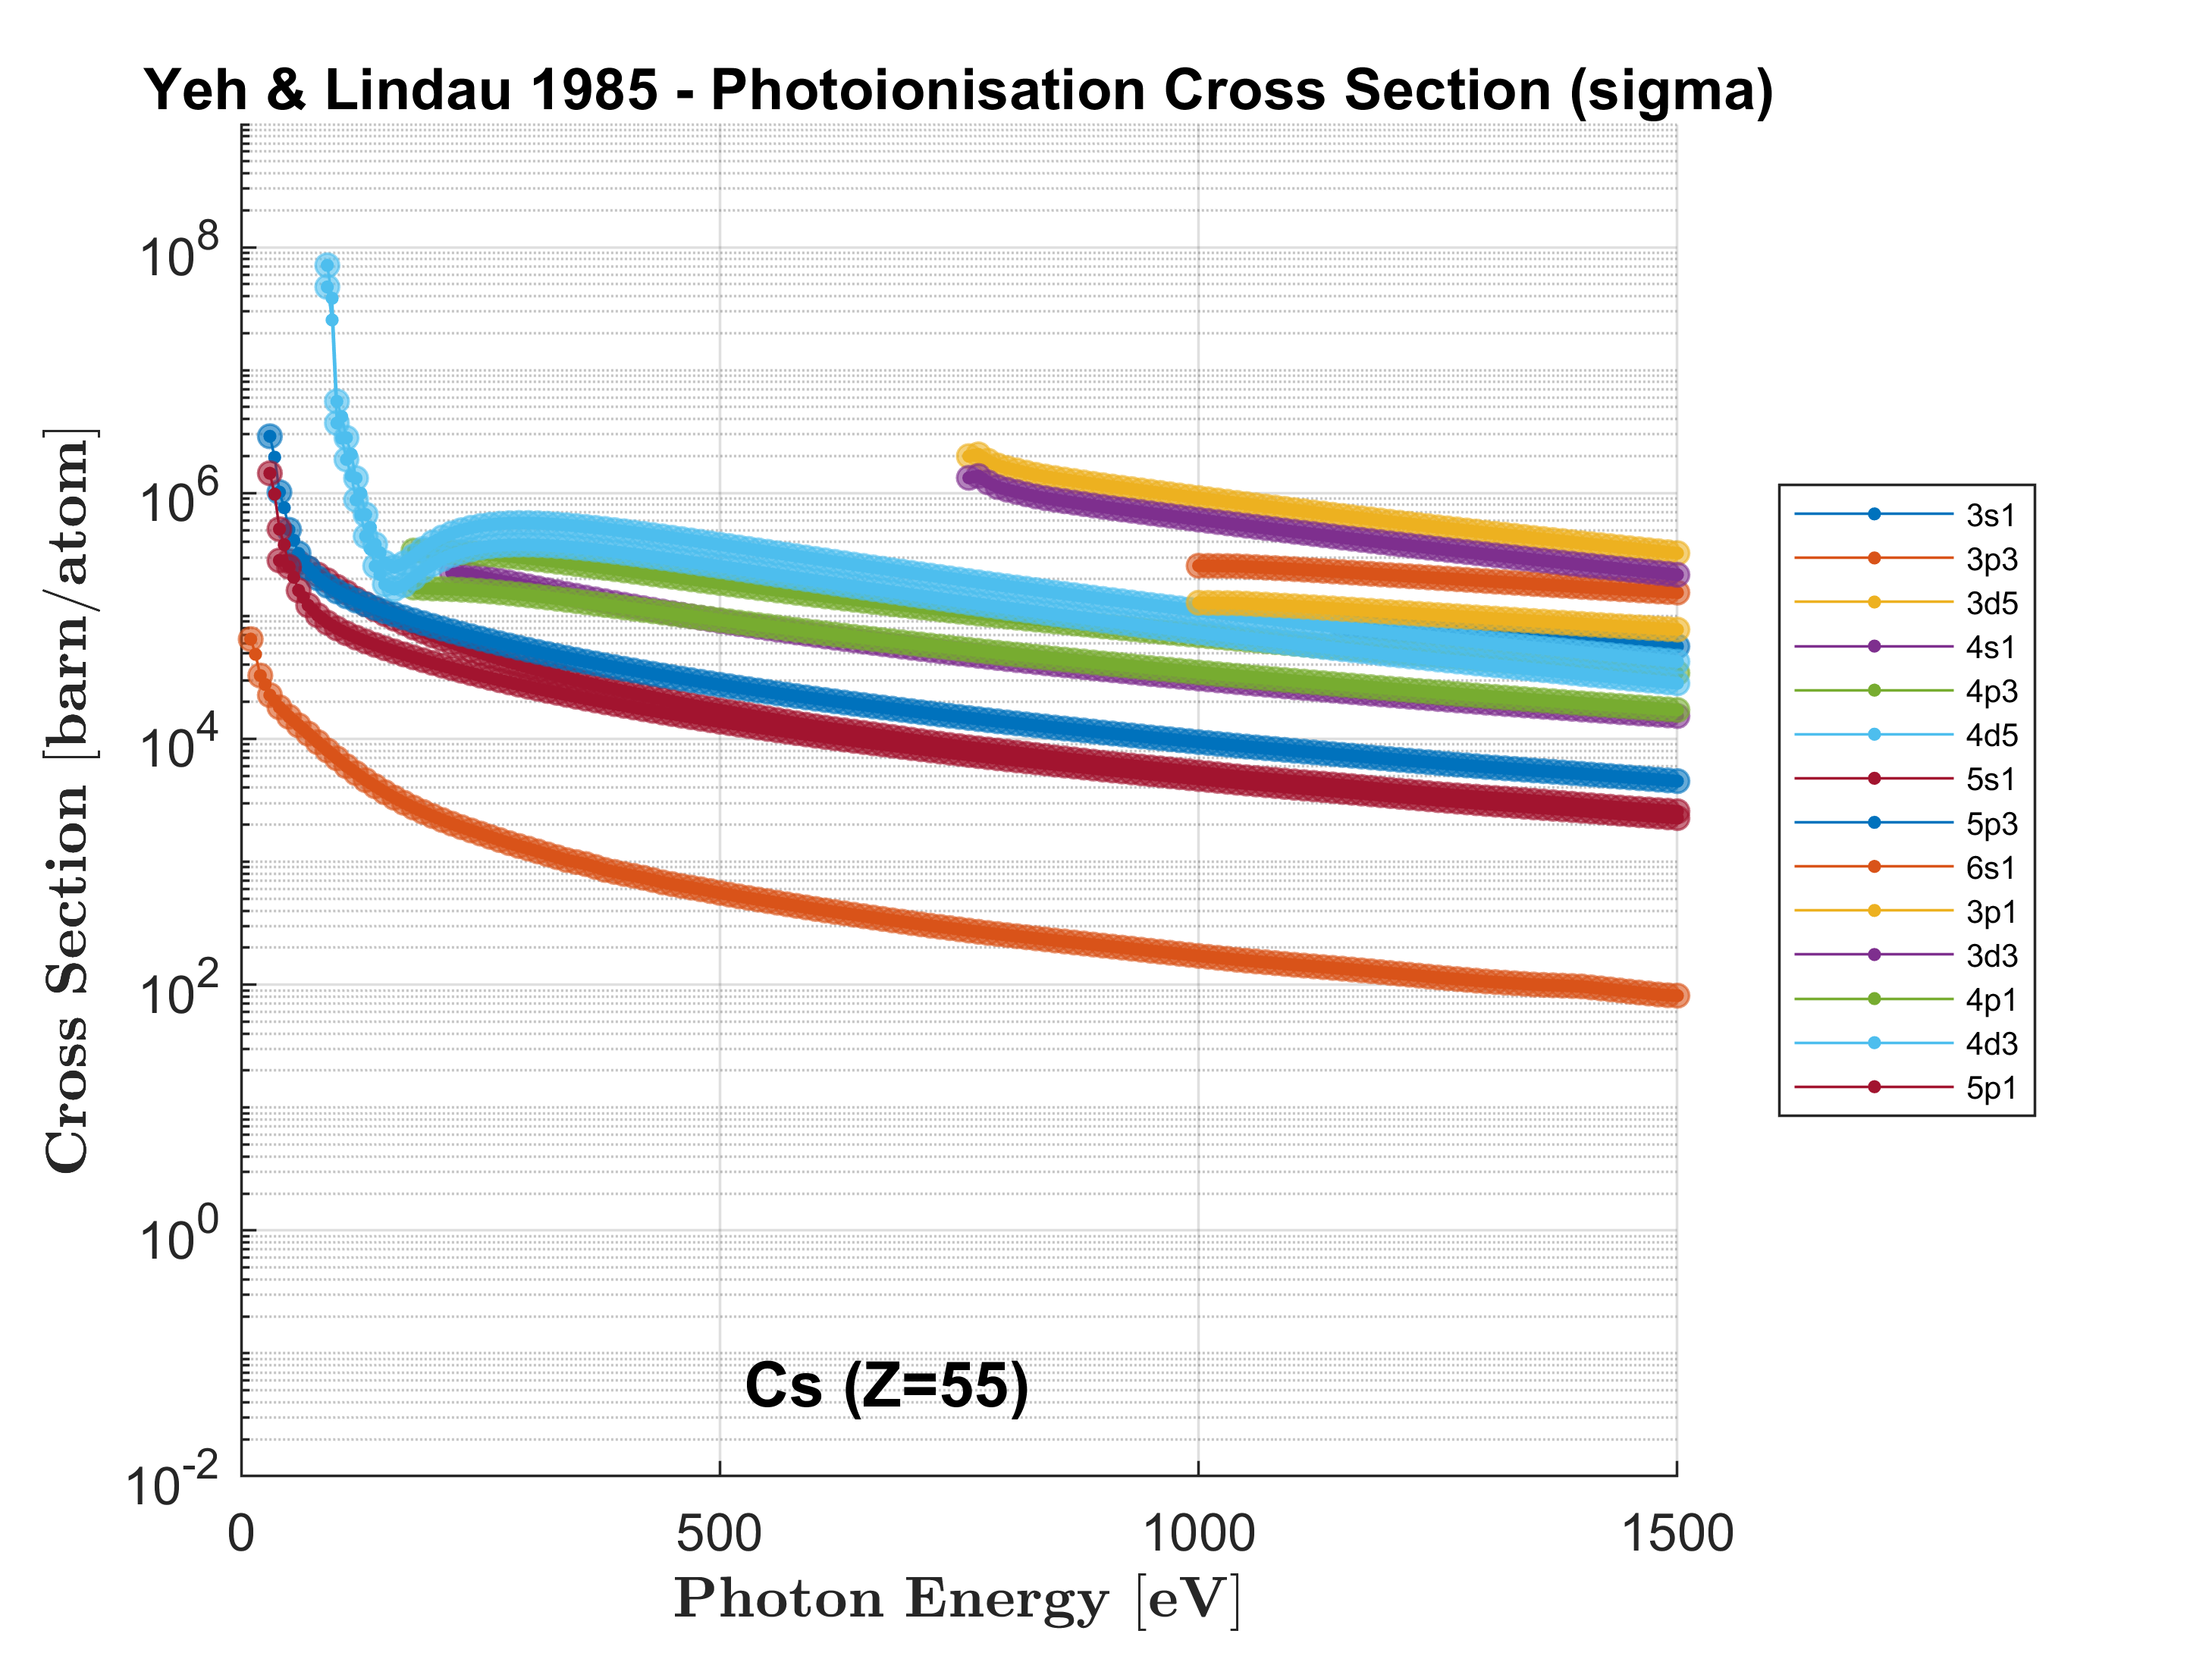 Yeh & Lindau 1985 - Photoionisation Cross Section (sigma)
Cross Section [barn/atom]
10^8
10^6
10^4
10^2
10^0
10^-2
0 500 1000 1500
Photon Energy [eV]
Cs (Z=55)
3s1
3p3
3d5
4s1
4p3
4d5
5s1
5p3
6s1
3p1
3d3
4p1
4d3
5p1